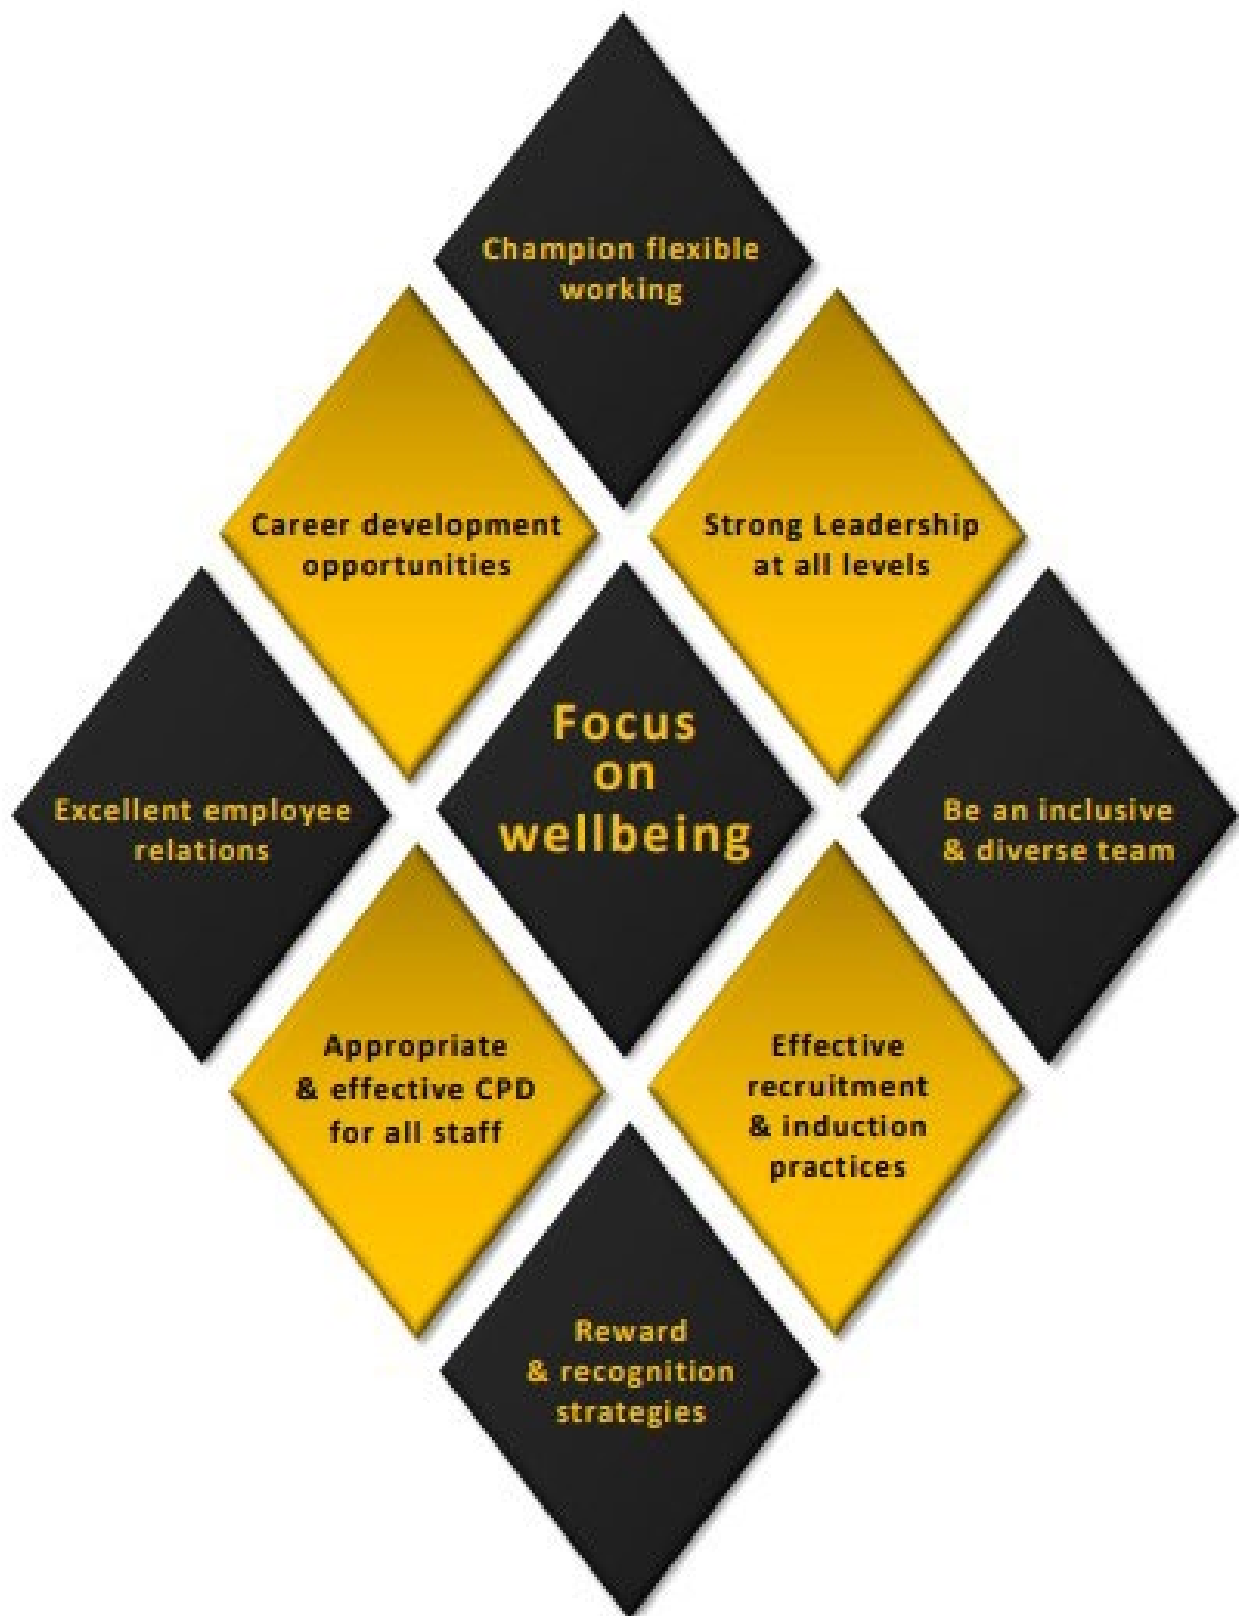 Champion flexible
working
Career development
opportunities
Strong Leadership
at all levels
Excellent employee
relations
Focus
on
wellbeing
Be an inclusive
& diverse team
Appropriate
& effective CPD
for all staff
Effective
recruitment
& induction
practices
Reward
& recognition
strategies